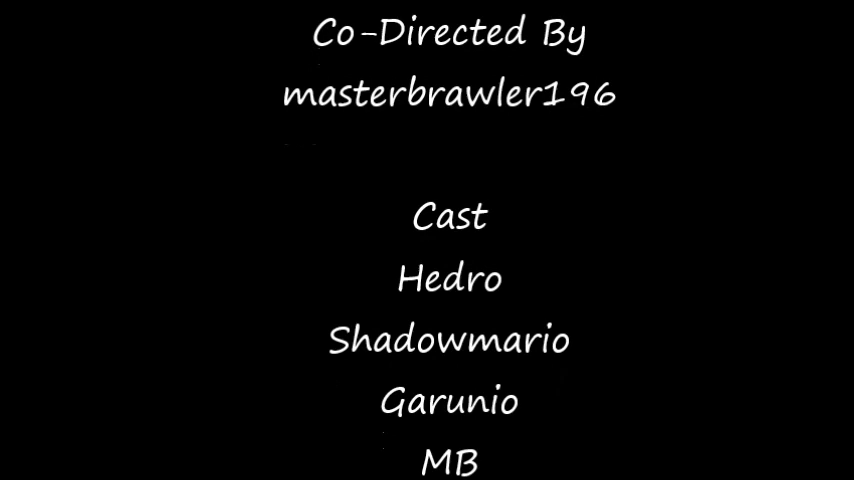 Co-Directed By
masterbrawler196
Cast
Hedro
Shadowmario
Garunio
MB